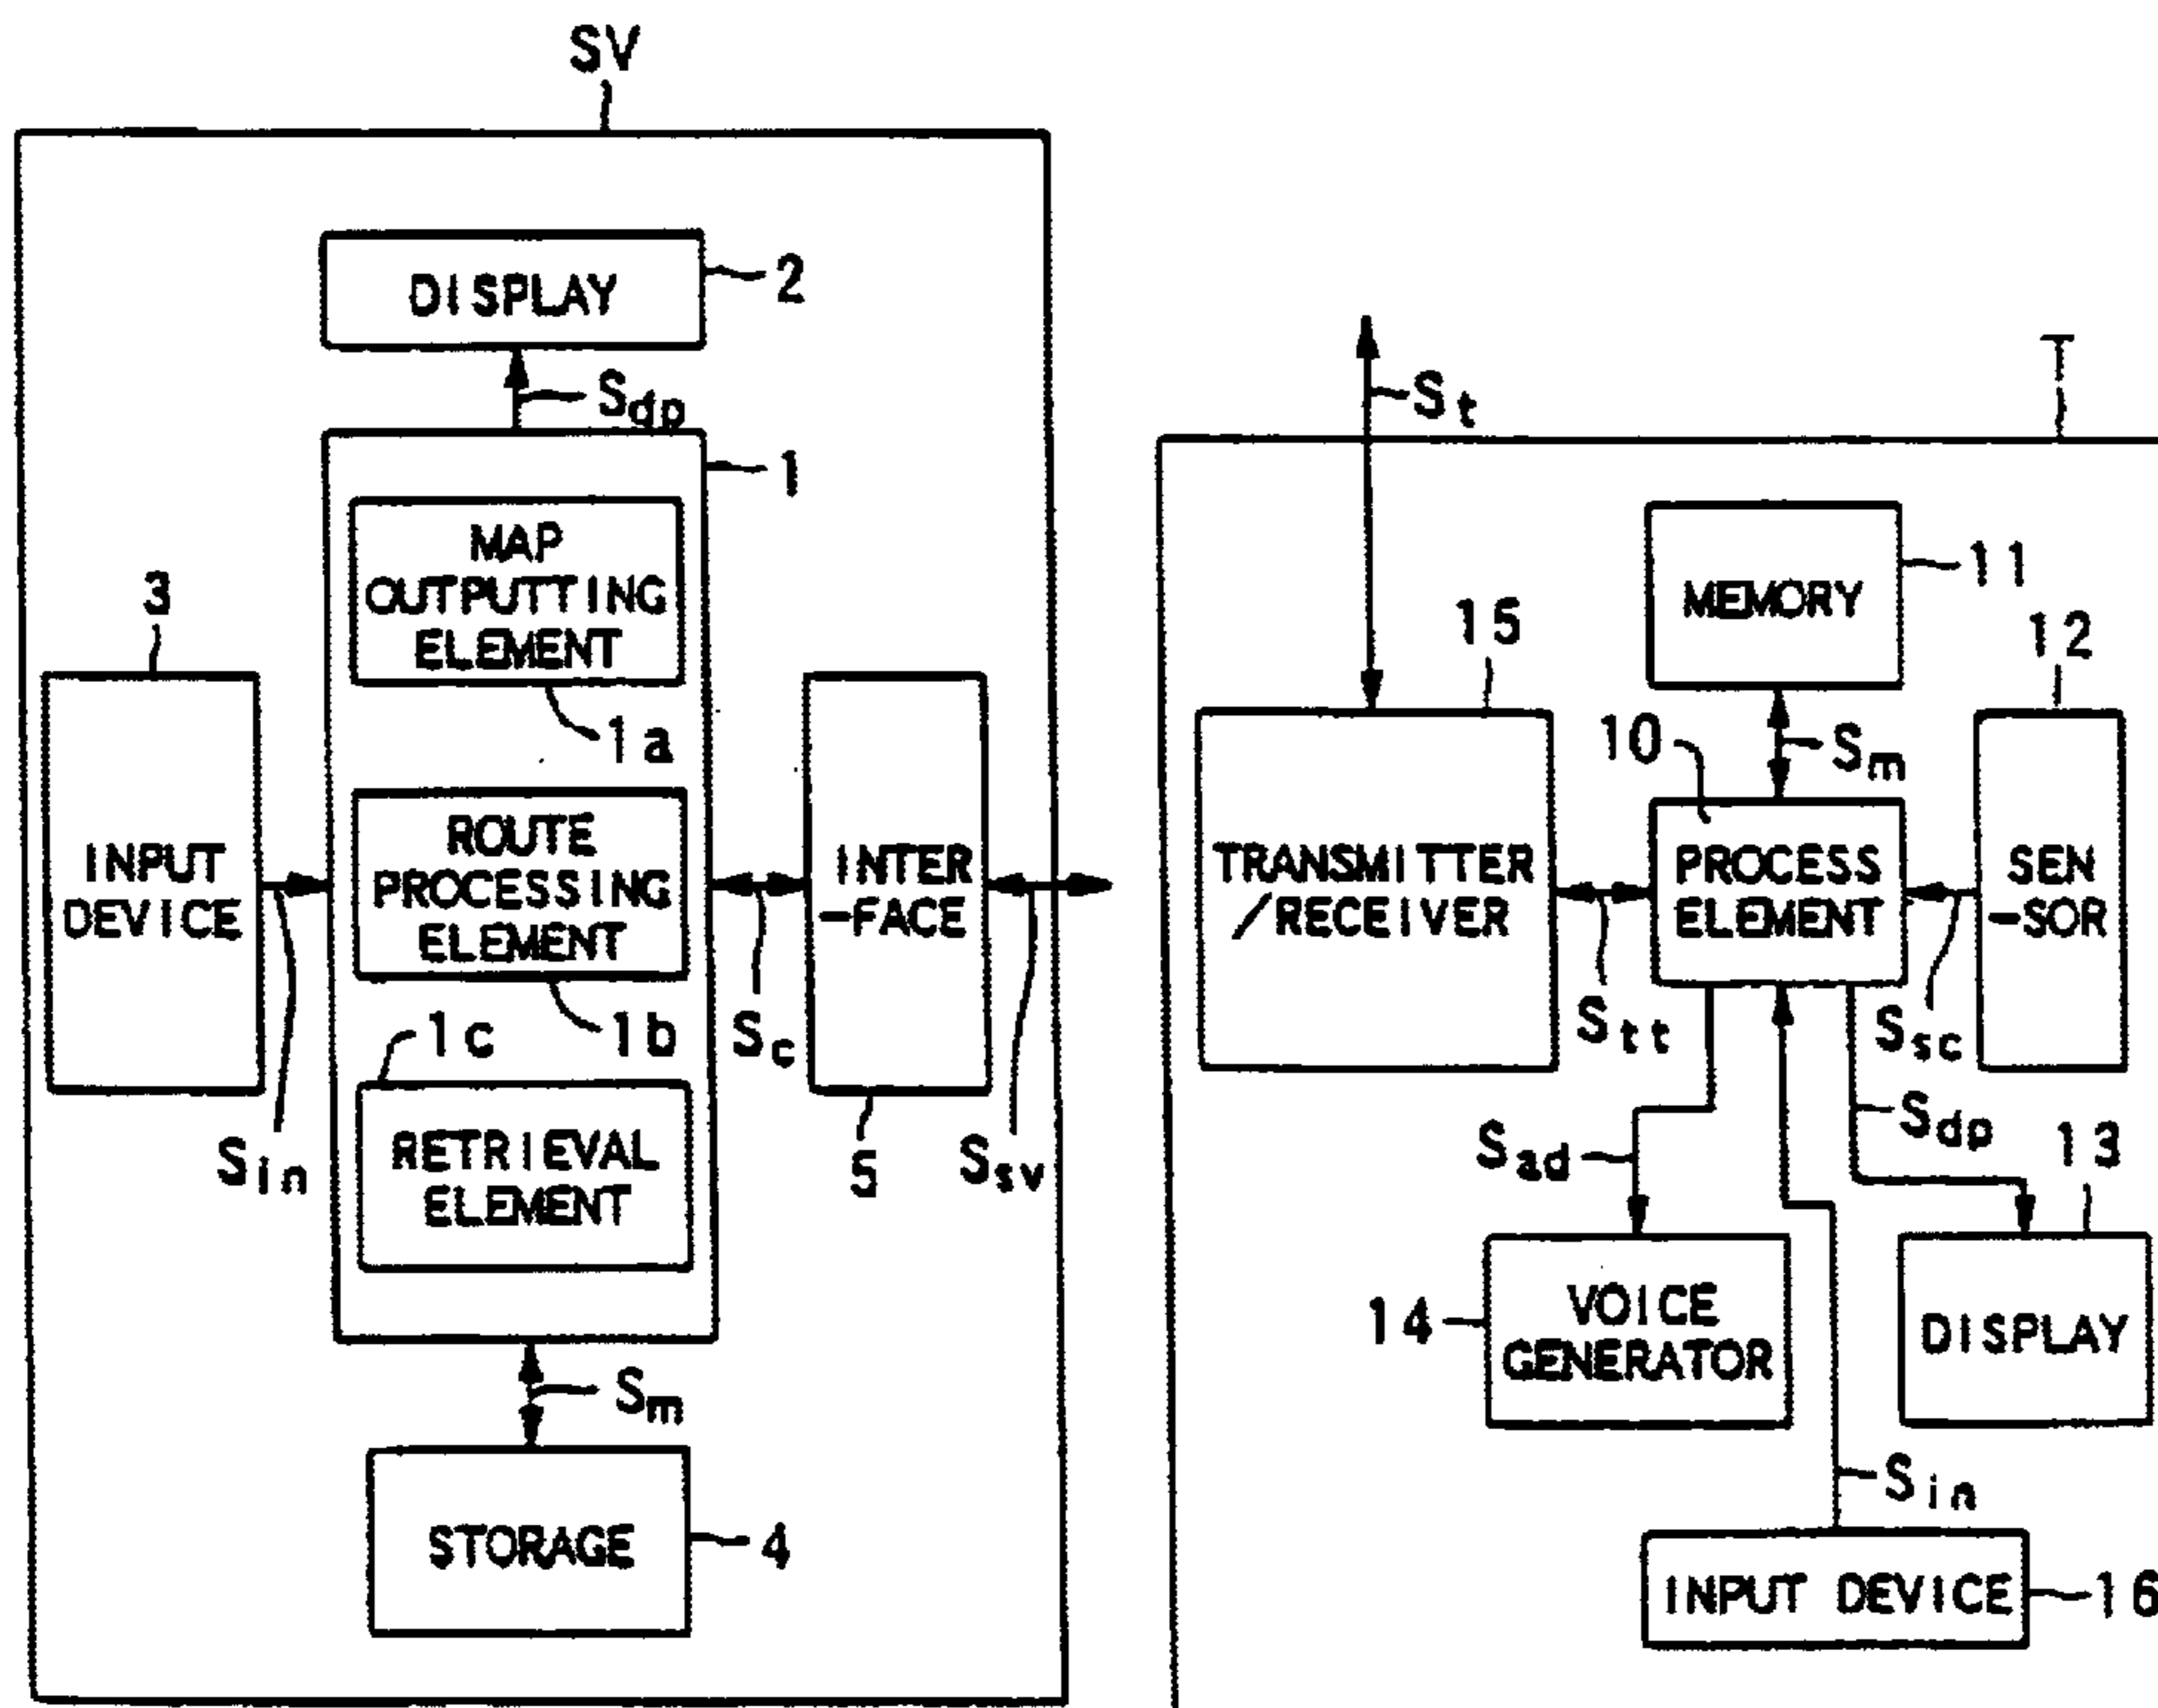 SV
DISPLAY
2
Sdp
1
MAP
OUTPUTTING
ELEMENT
1a
3
INPUT
DEVICE
Sin
ROUTE
PROCESSING
ELEMENT
1b
1c
RETRIEVAL
ELEMENT
Sc
INTER
-FACE
5
Ssv
Sm
STORAGE
4
St
T
MEMORY
11
15
12
10
Sm
TRANSMITTER
/RECEIVER
PROCESS
ELEMENT
SEN
-SOR
Stt
Ssc
Sad
Sdp
13
14
VOICE
GENERATOR
DISPLAY
Sin
INPUT DEVICE
16